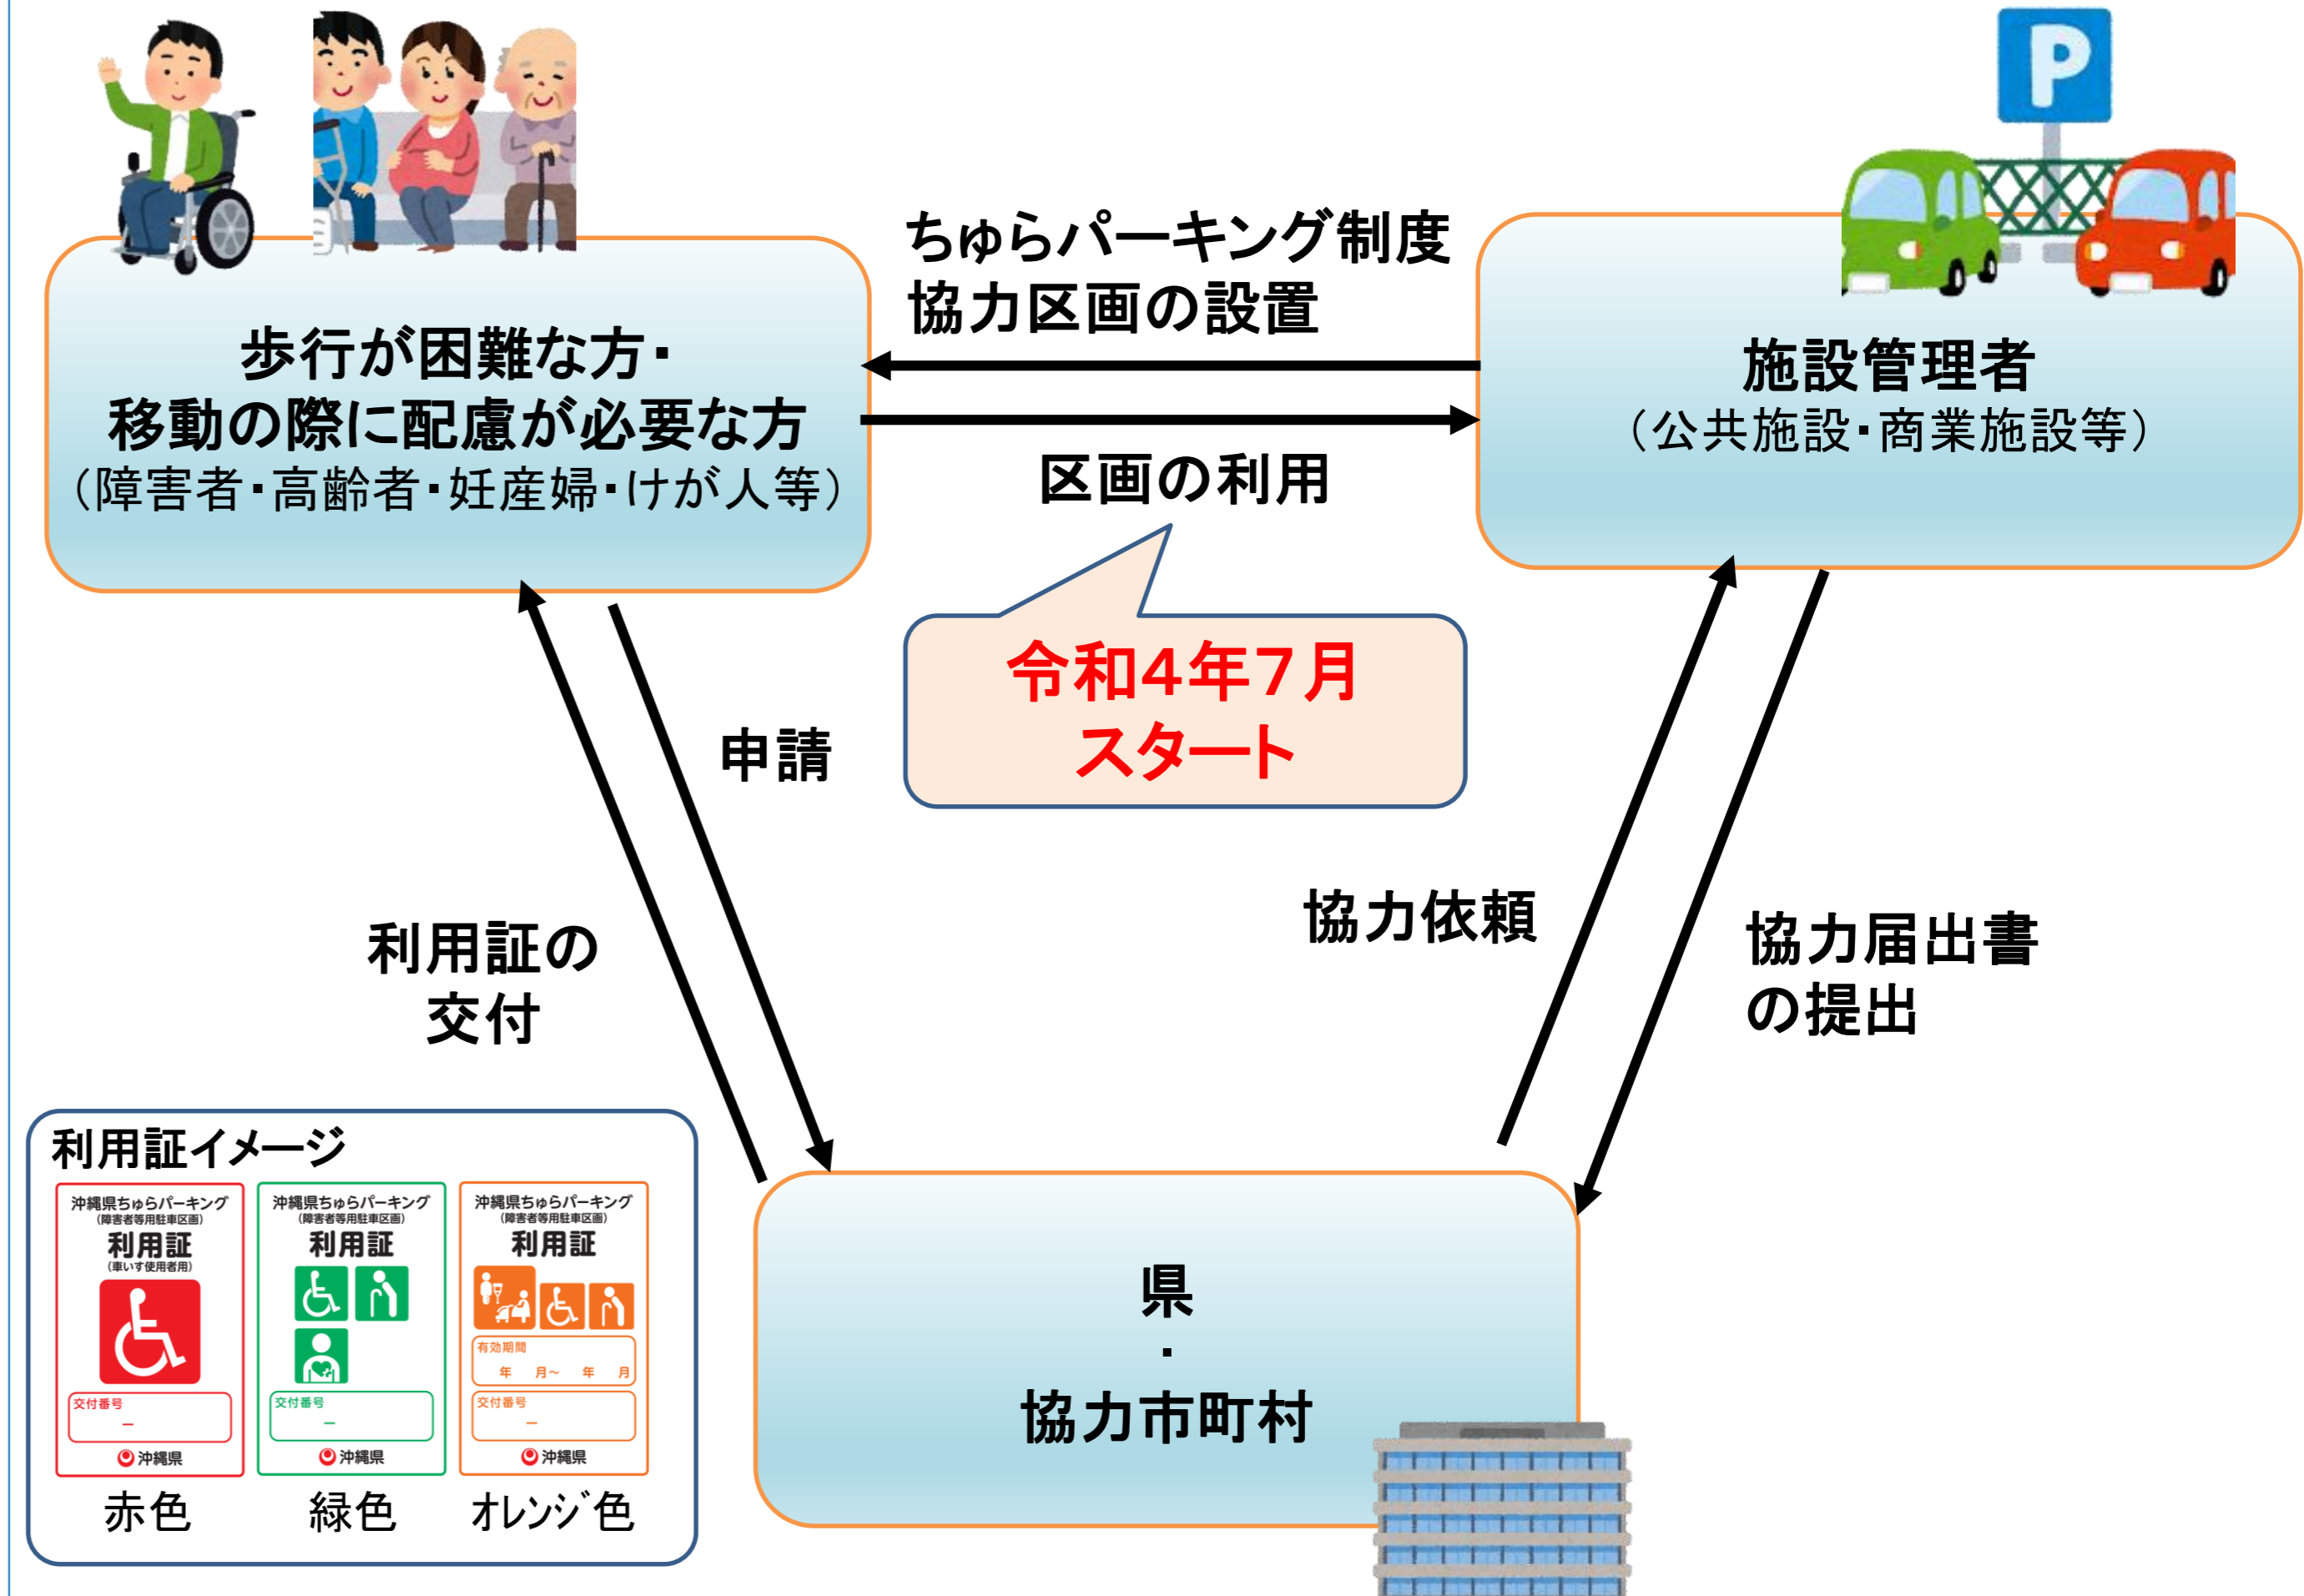 P
ちゅらパーキング制度
協力区画の設置
歩行が困難な方・
移動の際に配慮が必要な方
（障害者・高齢者・妊産婦・けが人等）
施設管理者
（公共施設・商業施設等）
区画の利用
令和4年7月
スタート
申請
利用証の
交付
協力依頼
協力届出書
の提出
利用証イメージ
沖縄県ちゅらパーキング
（障害者等用駐車区画）
利用証
（車いす使用者用）
交付番号
ー
沖縄県
赤色
沖縄県ちゅらパーキング
（障害者等用駐車区画）
利用証
交付番号
ー
沖縄県
緑色
沖縄県ちゅらパーキング
（障害者等用駐車区画）
利用証
有効期間
年 月～ 年 月
交付番号
ー
沖縄県
ｵﾚﾝｼﾞ色
県
・
協力市町村